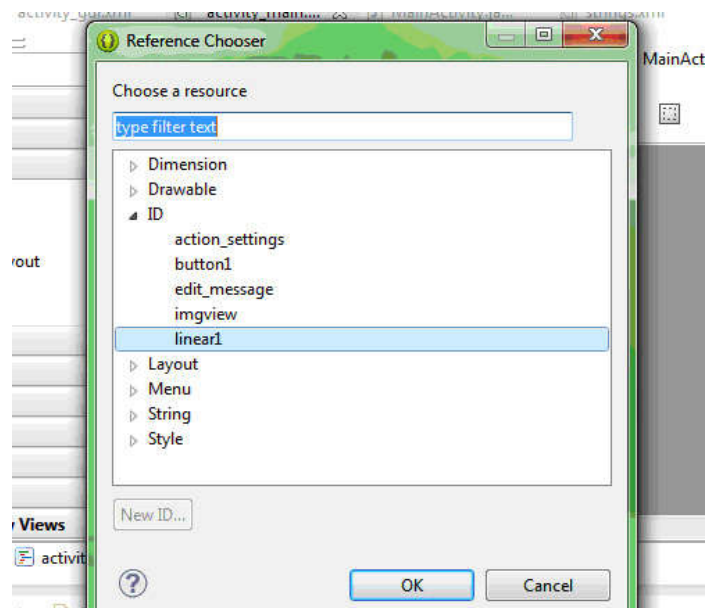 Reference Chooser
MainAct
Choose a resource
type filter text
Dimension
Drawable
ID
action_settings
button1
edit_message
imgview
linear1
Layout
Menu
String
Style
New ID...
Views
activit
OK
Cancel